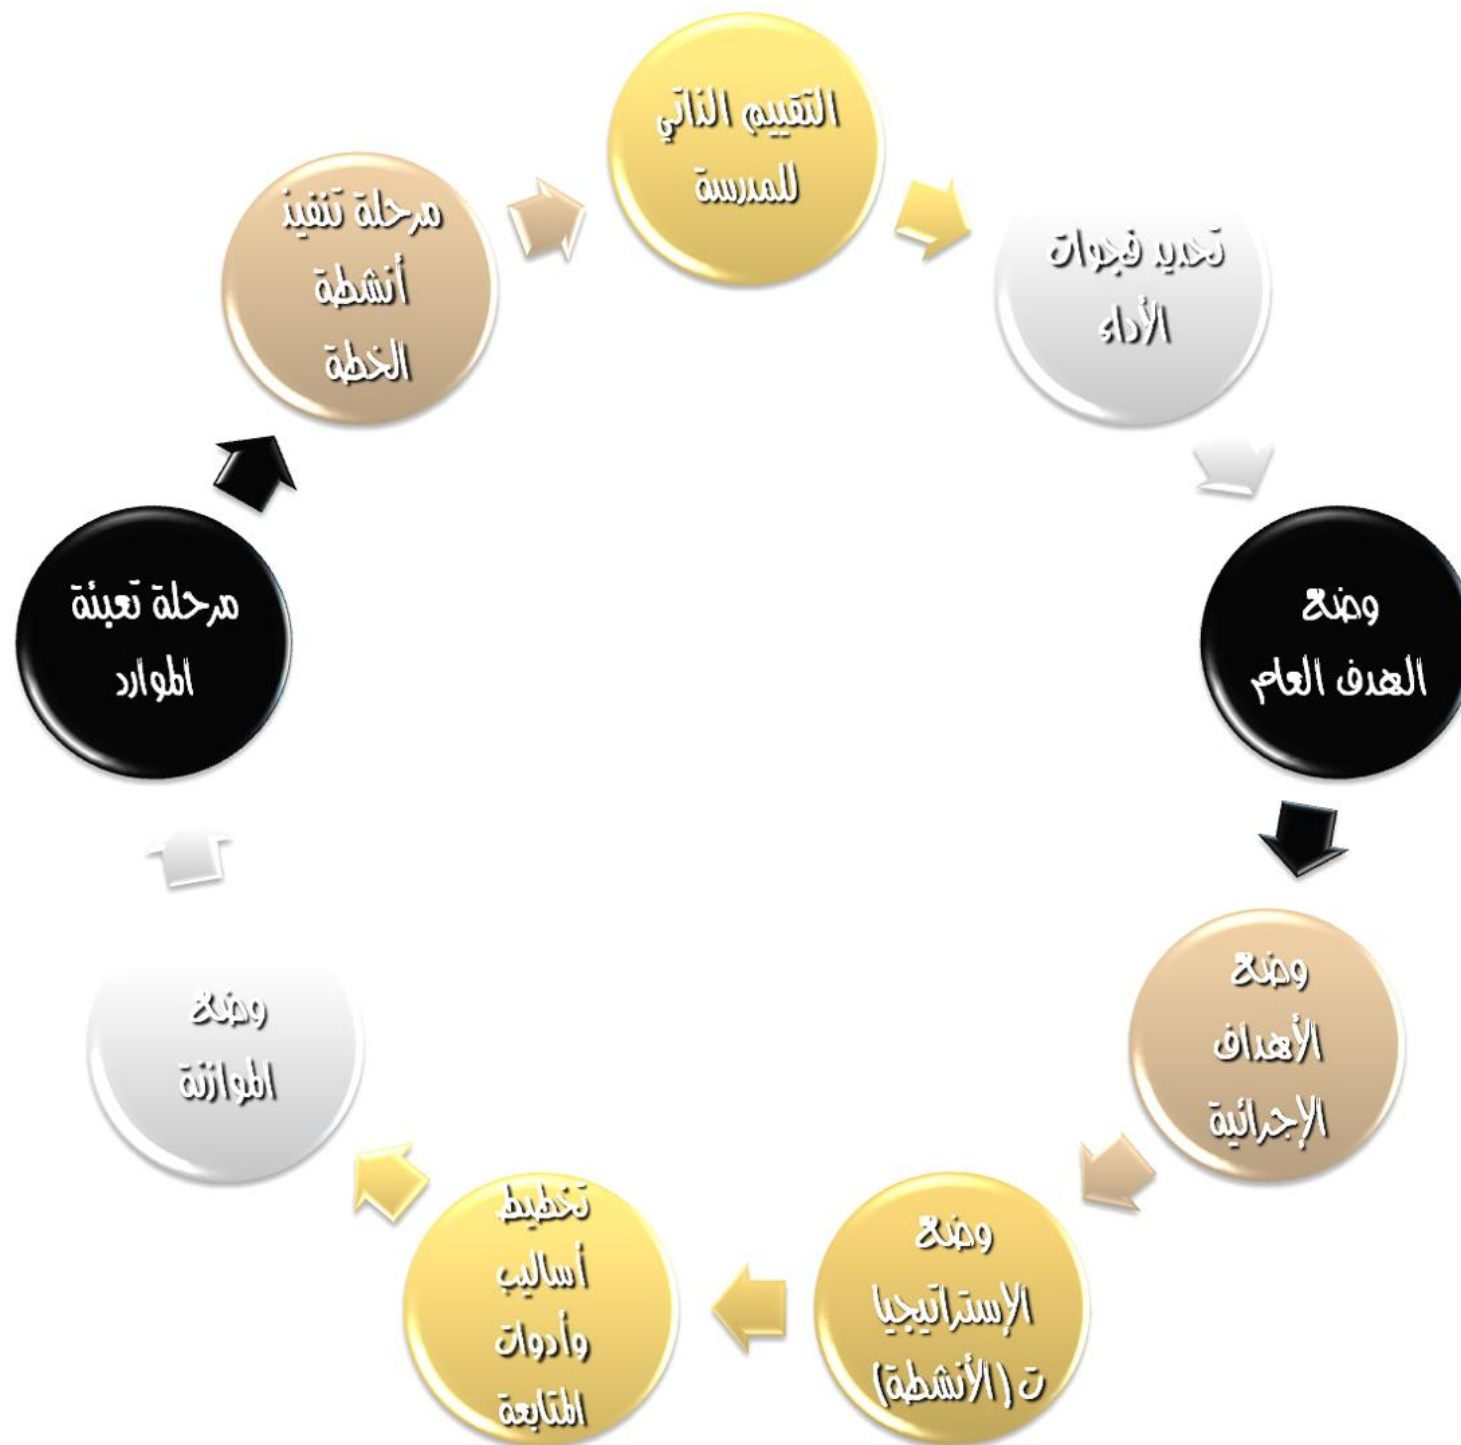 التقييم الذاتي
للمدرسة
تحديد فجوات
الأداء
وضع
الهدف العام
وضع
الأهداف
الإجرائية
وضع
الإستراتيجيا
ت (الأنشطة)
تخطيط
أساليب
وأدوات
المتابعة
وضع
الموازنة
مرحلة تعبئة
الموارد
مرحلة تنفيذ
أنشطة
الخطة